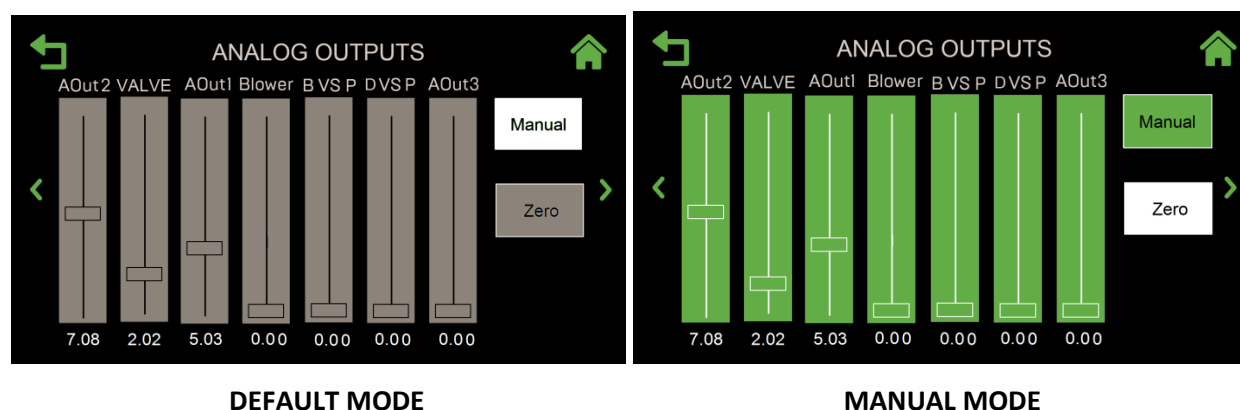 ANALOG OUTPUTS
AOut2 VALVE AOut1 Blower B VS P D VS P AOut3
Manual
Zero
7.08 2.02 5.03 0.00 0.00 0.00 0.00
DEFAULT MODE
ANALOG OUTPUTS
AOut2 VALVE AOut1 Blower B VS P D VS P AOut3
Manual
Zero
7.08 2.02 5.03 0.00 0.00 0.00 0.00
MANUAL MODE